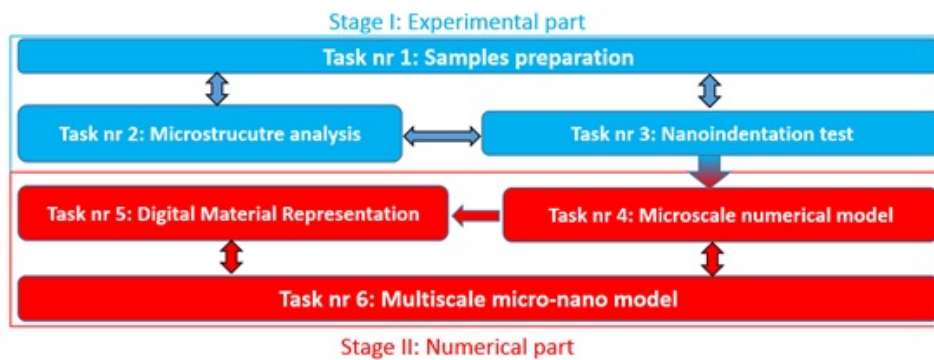 Stage I: Experimental part
Task nr 1: Samples preparation
Task nr 2: Microstrucutre analysis
Task nr 3: Nanoindentation test
Task nr 5: Digital Material Representation
Task nr 4: Microscale numerical model
Task nr 6: Multiscale micro-nano model
Stage II: Numerical part